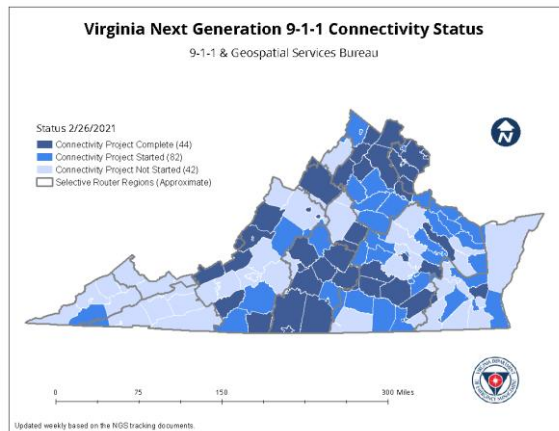 Virginia Next Generation 9-1-1 Connectivity Status
9-1-1 & Geospatial Services Bureau
Status 2/26/2021
Connectivity Project Complete (44)
Connectivity Project Started (82)
Connectivity Project Not Started (42)
Selective Router Regions (Approximate)
N
0 75 150 300 Miles
Updated weekly based on the NGS tracking documents.